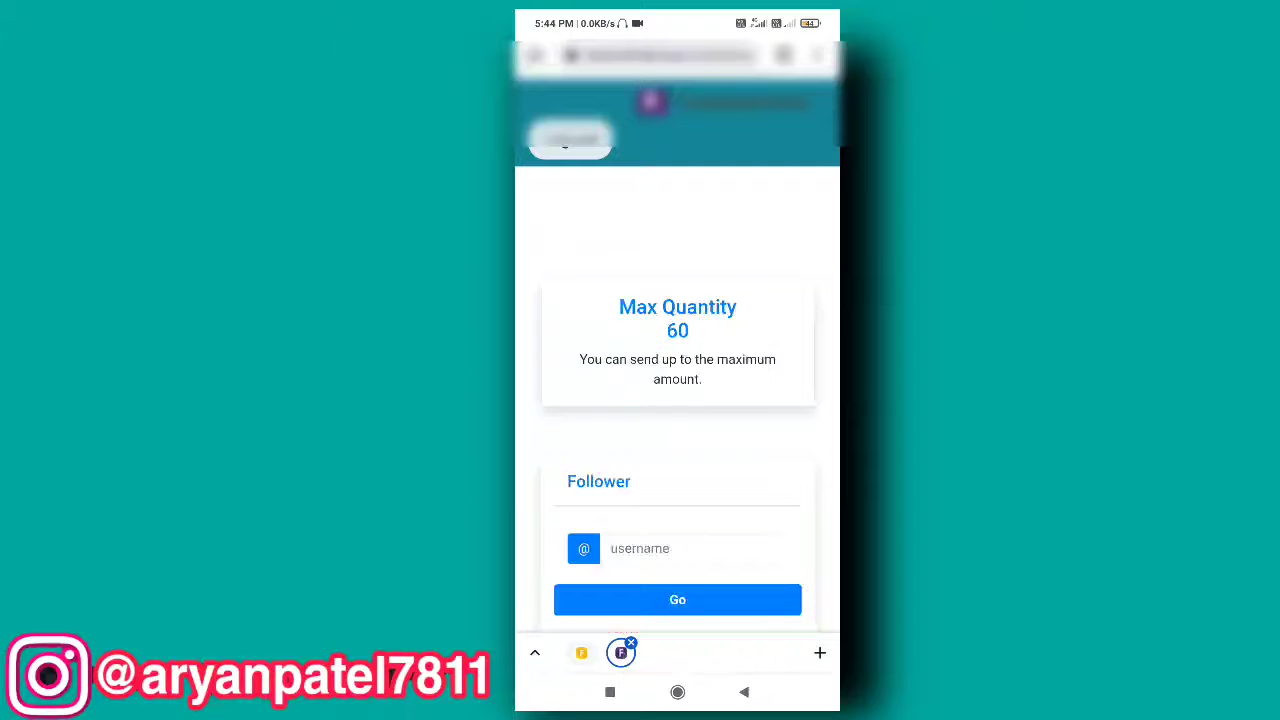 5:44 PM | 0.0KB/s
44
Max Quantity
60
You can send up to the maximum
amount.
Follower
@ username
Go
@aryanpatel7811